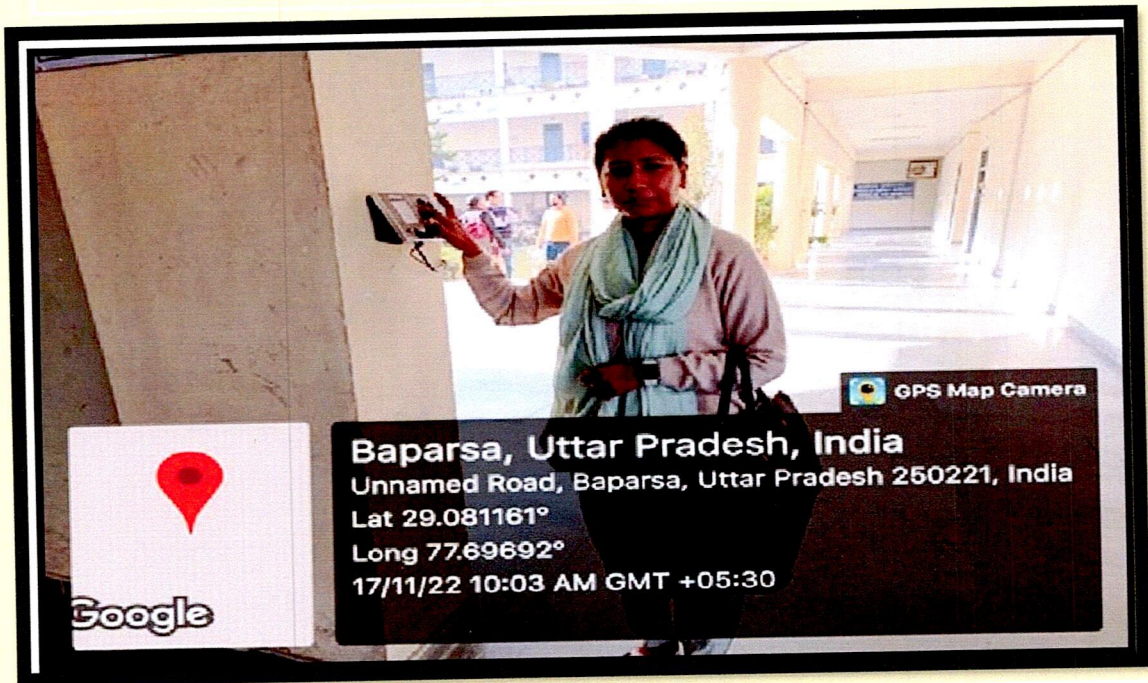 GPS Map Camera
Baparsa, Uttar Pradesh, India
Unnamed Road, Baparsa, Uttar Pradesh 250221, India
Lat 29.081161°
Long 77.69692°
17/11/22 10:03 AM GMT +05:30
Google